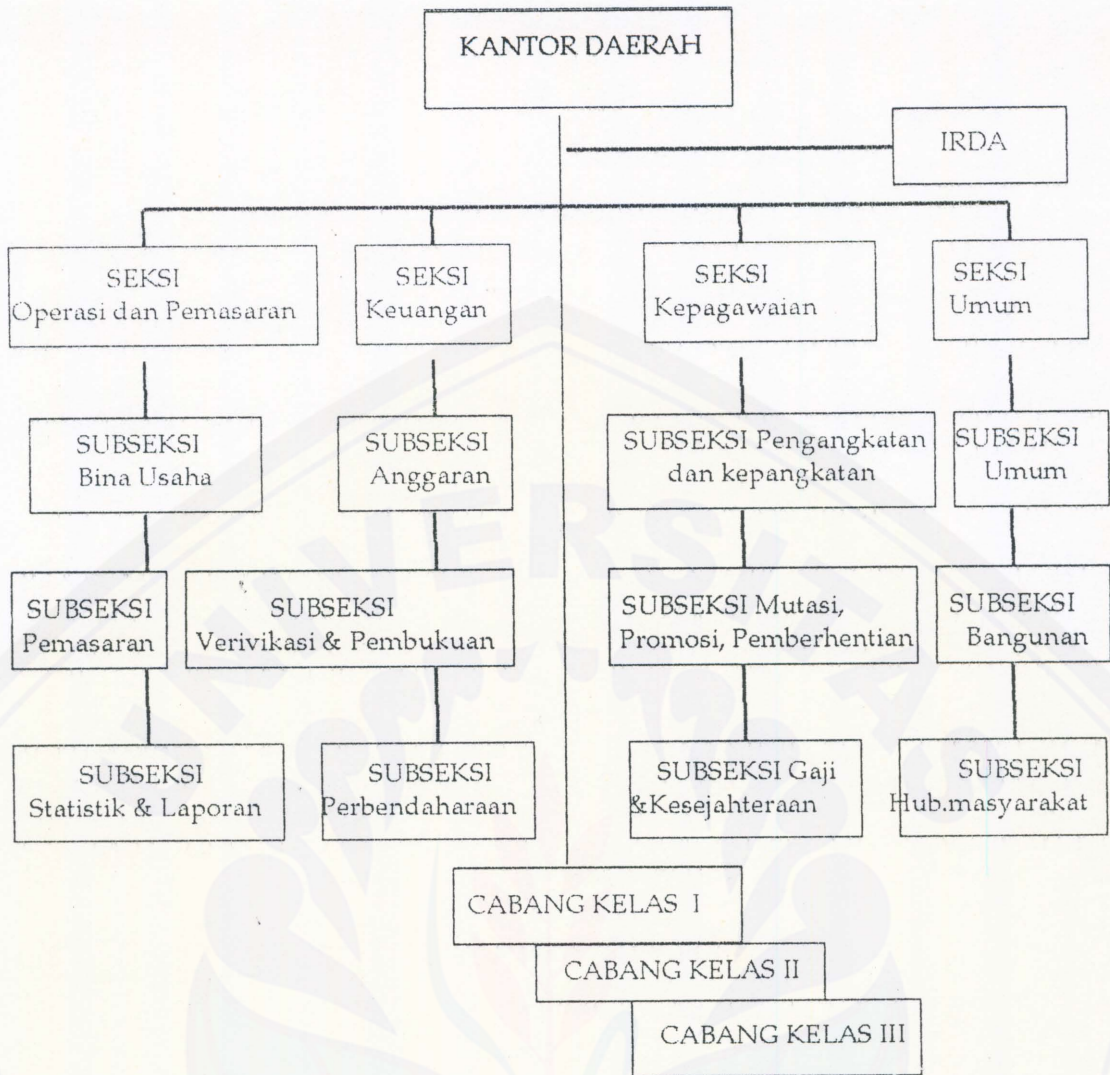 KANTOR DAERAH
IRDA
SEKSI
Operasi dan Pemasaran
SEKSI
Keuangan
SEKSI
Kepagawaian
SEKSI
Umum
SUBSEKSI
Bina Usaha
SUBSEKSI
Anggaran
SUBSEKSI Pengangkatan
dan kepangkatan
SUBSEKSI
Umum
SUBSEKSI
Pemasaran
SUBSEKSI
Verivikasi & Pembukuan
SUBSEKSI Mutasi,
Promosi, Pemberhentian
SUBSEKSI
Bangunan
SUBSEKSI
Statistik & Laporan
SUBSEKSI
Perbendaharaan
SUBSEKSI Gaji
&Kesejahteraan
SUBSEKSI
Hub.masyarakat
CABANG KELAS I
CABANG KELAS II
CABANG KELAS III
UNIVERSITAS